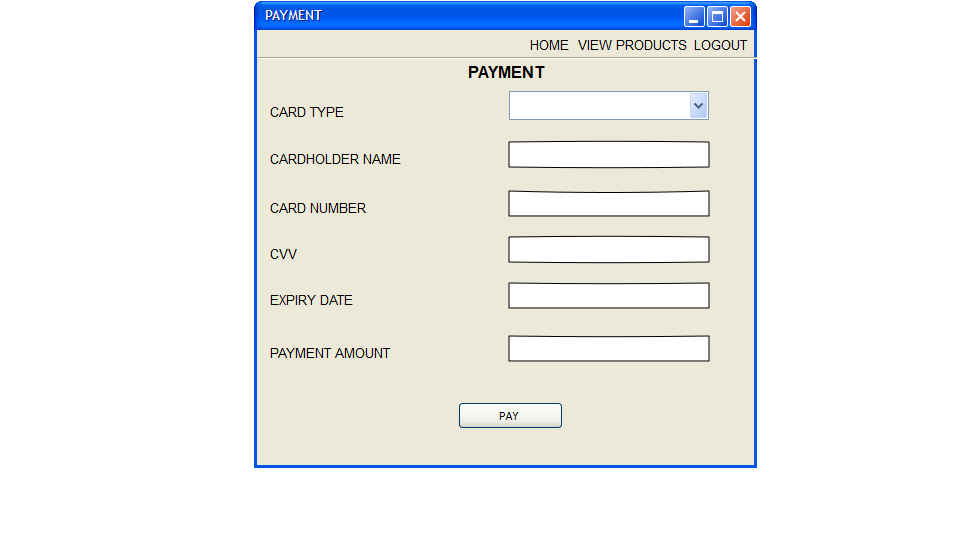 PAYMENT
HOME VIEW PRODUCTS LOGOUT
PAYMENT
CARD TYPE
CARDHOLDER NAME
CARD NUMBER
CVV
EXPIRY DATE
PAYMENT AMOUNT
PAY